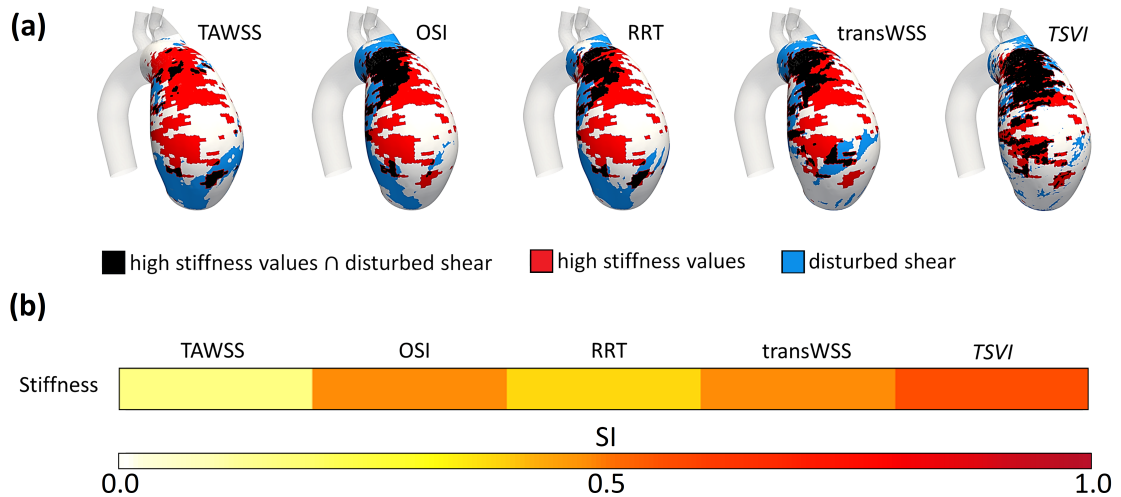 (a)
TAWSS OSI RRT transWSS TSVI
high stiffness values ∩ disturbed shear high stiffness values disturbed shear
(b)
TAWSS OSI RRT transWSS TSVI
Stiffness
SI
0.0 0.5 1.0